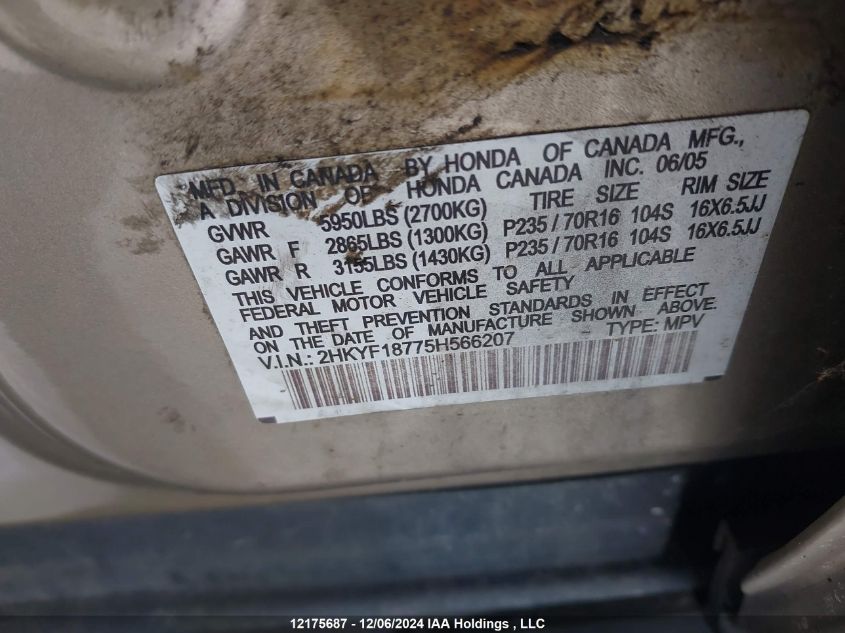 MFD. IN CANADA BY HONDA OF CANADA MFG.,
A DIVISION OF HONDA CANADA INC. 06/05
GVWR 5950LBS (2700KG) TIRE SIZE RIM SIZE
GAWR F 2865LBS (1300KG) P235 / 70R16 104S 16X6.5JJ
GAWR R 3155LBS (1430KG) P235 / 70R16 104S 16X6.5JJ
THIS VEHICLE CONFORMS TO ALL APPLICABLE
FEDERAL MOTOR VEHICLE SAFETY
AND THEFT PREVENTION STANDARDS IN EFFECT
ON THE DATE OF MANUFACTURE SHOWN ABOVE.
V.I.N.: 2HKYF18775H566207 TYPE: MPV
12175687 - 12/06/2024 IAA Holdings , LLC